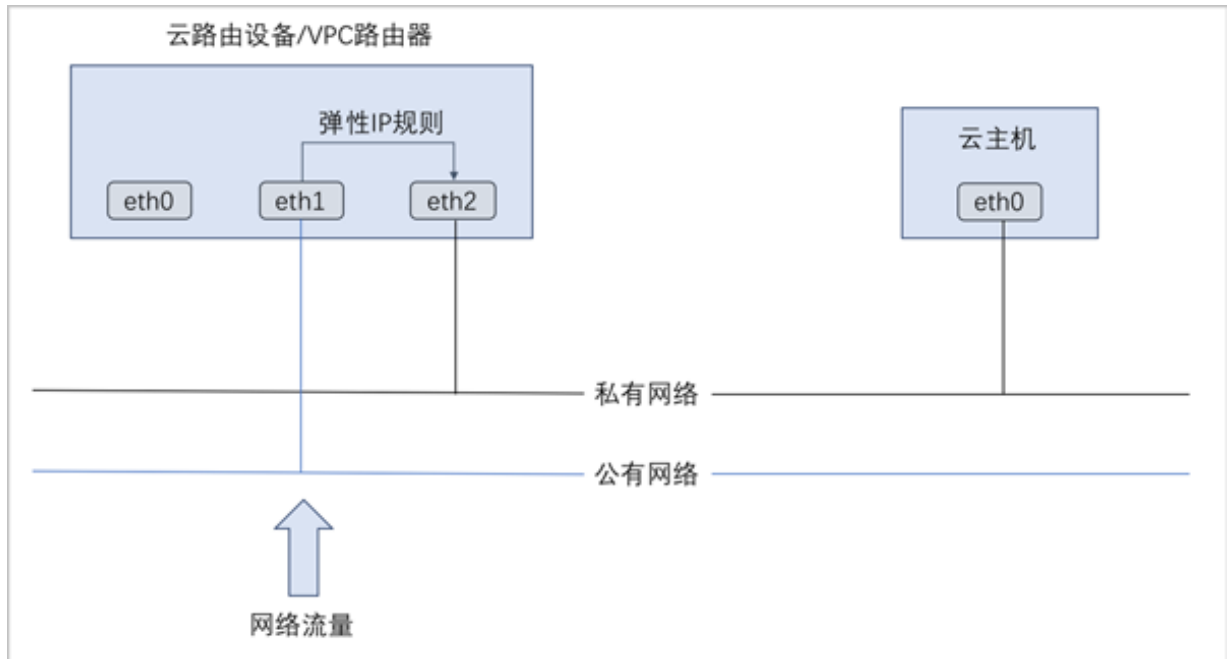 云路由设备/VPC路由器
弹性IP规则
云主机
eth0
eth1
eth2
eth0
私有网络
公有网络
网络流量